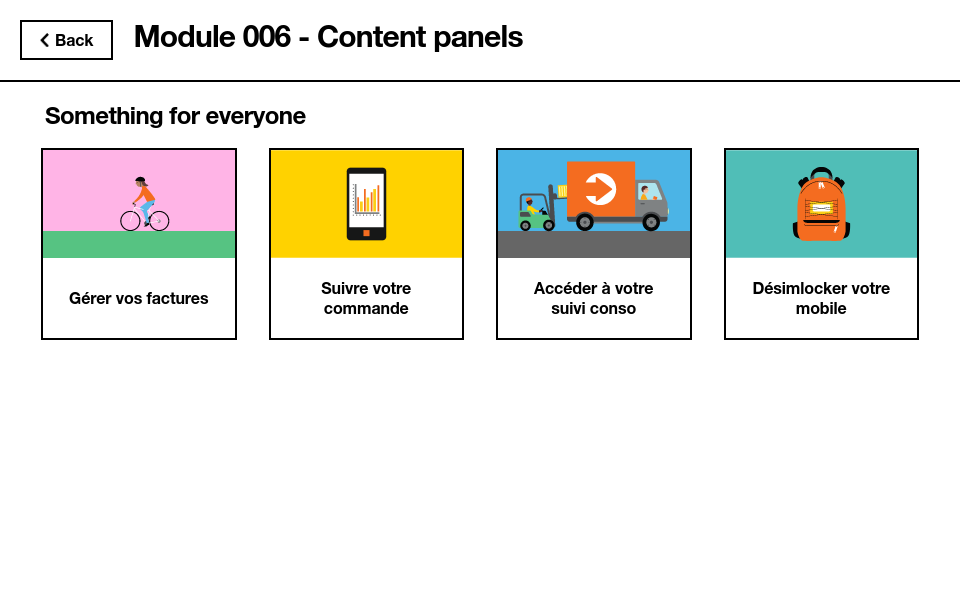 Back
Module 006 - Content panels
Something for everyone
Gérer vos factures
Suivre votre
commande
Accéder à votre
suivi conso
Désimlocker votre
mobile